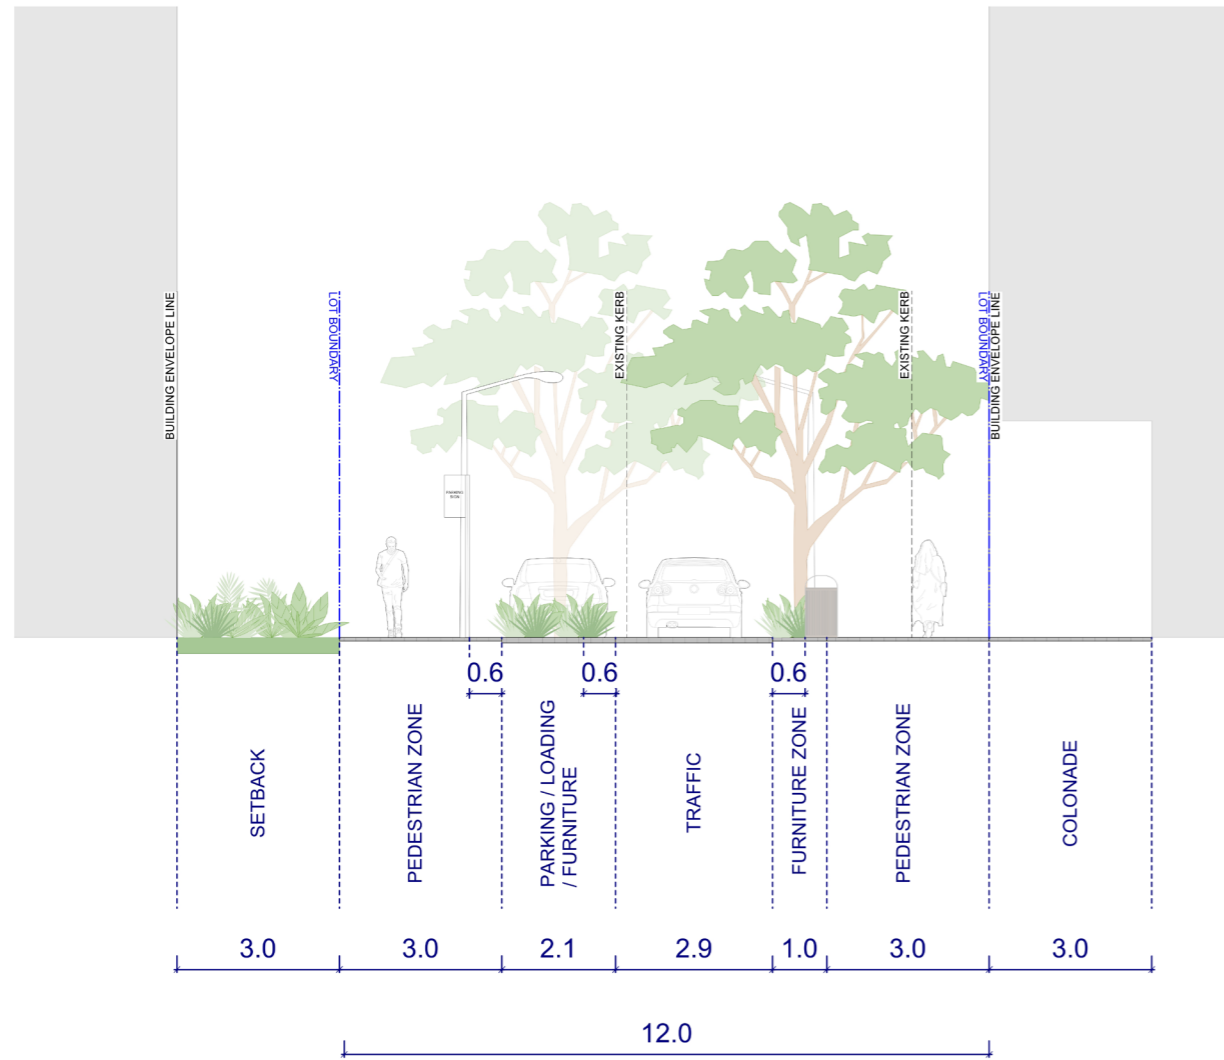 BUILDING ENVELOPE LINE
LOT BOUNDARY
EXISTING KERB
EXISTING KERB
LOT BOUNDARY
BUILDING ENVELOPE LINE
0.6
0.6
0.6
SETBACK
PEDESTRIAN ZONE
PARKING / LOADING
/ FURNITURE
TRAFFIC
FURNITURE ZONE
PEDESTRIAN ZONE
COLONADE
3.0
3.0
2.1
2.9
1.0
3.0
3.0
12.0